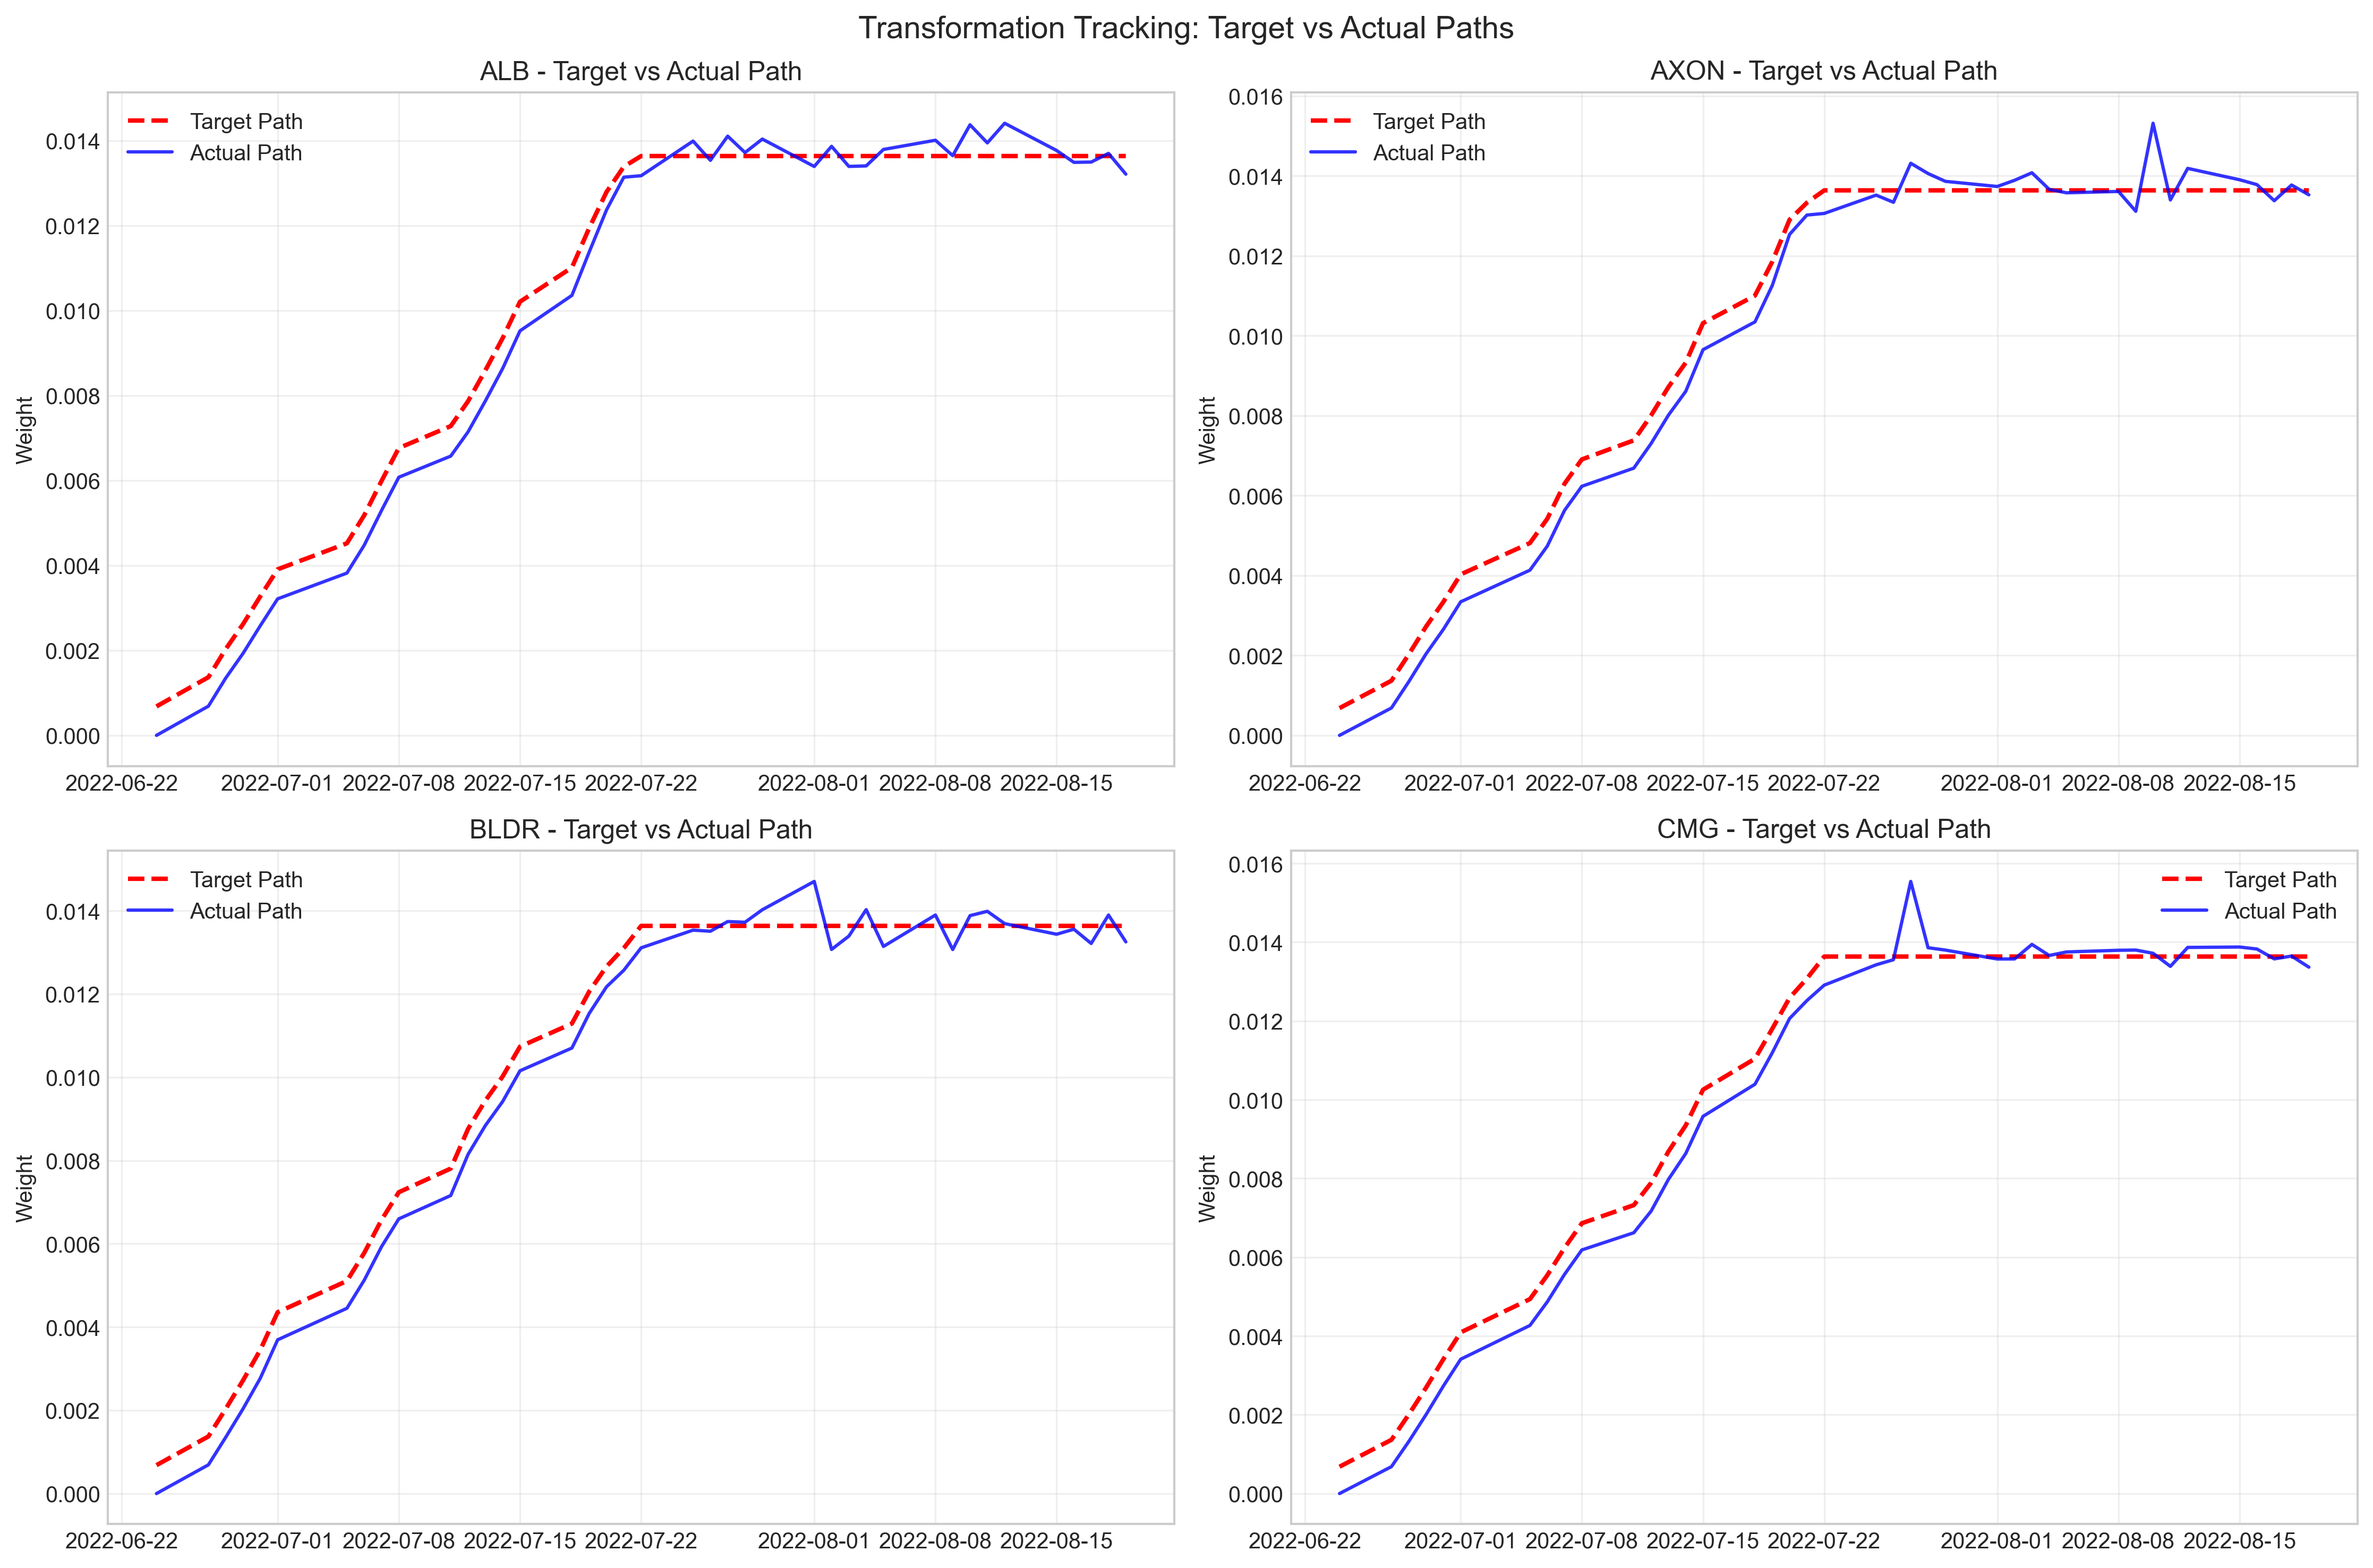 Transformation Tracking: Target vs Actual Paths
ALB - Target vs Actual Path
Target Path
Actual Path
Weight
0.014
0.012
0.010
0.008
0.006
0.004
0.002
0.000
2022-06-22 2022-07-01 2022-07-08 2022-07-15 2022-07-22 2022-08-01 2022-08-08 2022-08-15
AXON - Target vs Actual Path
Target Path
Actual Path
Weight
0.016
0.014
0.012
0.010
0.008
0.006
0.004
0.002
0.000
2022-06-22 2022-07-01 2022-07-08 2022-07-15 2022-07-22 2022-08-01 2022-08-08 2022-08-15
BLDR - Target vs Actual Path
Target Path
Actual Path
Weight
0.014
0.012
0.010
0.008
0.006
0.004
0.002
0.000
2022-06-22 2022-07-01 2022-07-08 2022-07-15 2022-07-22 2022-08-01 2022-08-08 2022-08-15
CMG - Target vs Actual Path
Target Path
Actual Path
Weight
0.016
0.014
0.012
0.010
0.008
0.006
0.004
0.002
0.000
2022-06-22 2022-07-01 2022-07-08 2022-07-15 2022-07-22 2022-08-01 2022-08-08 2022-08-15